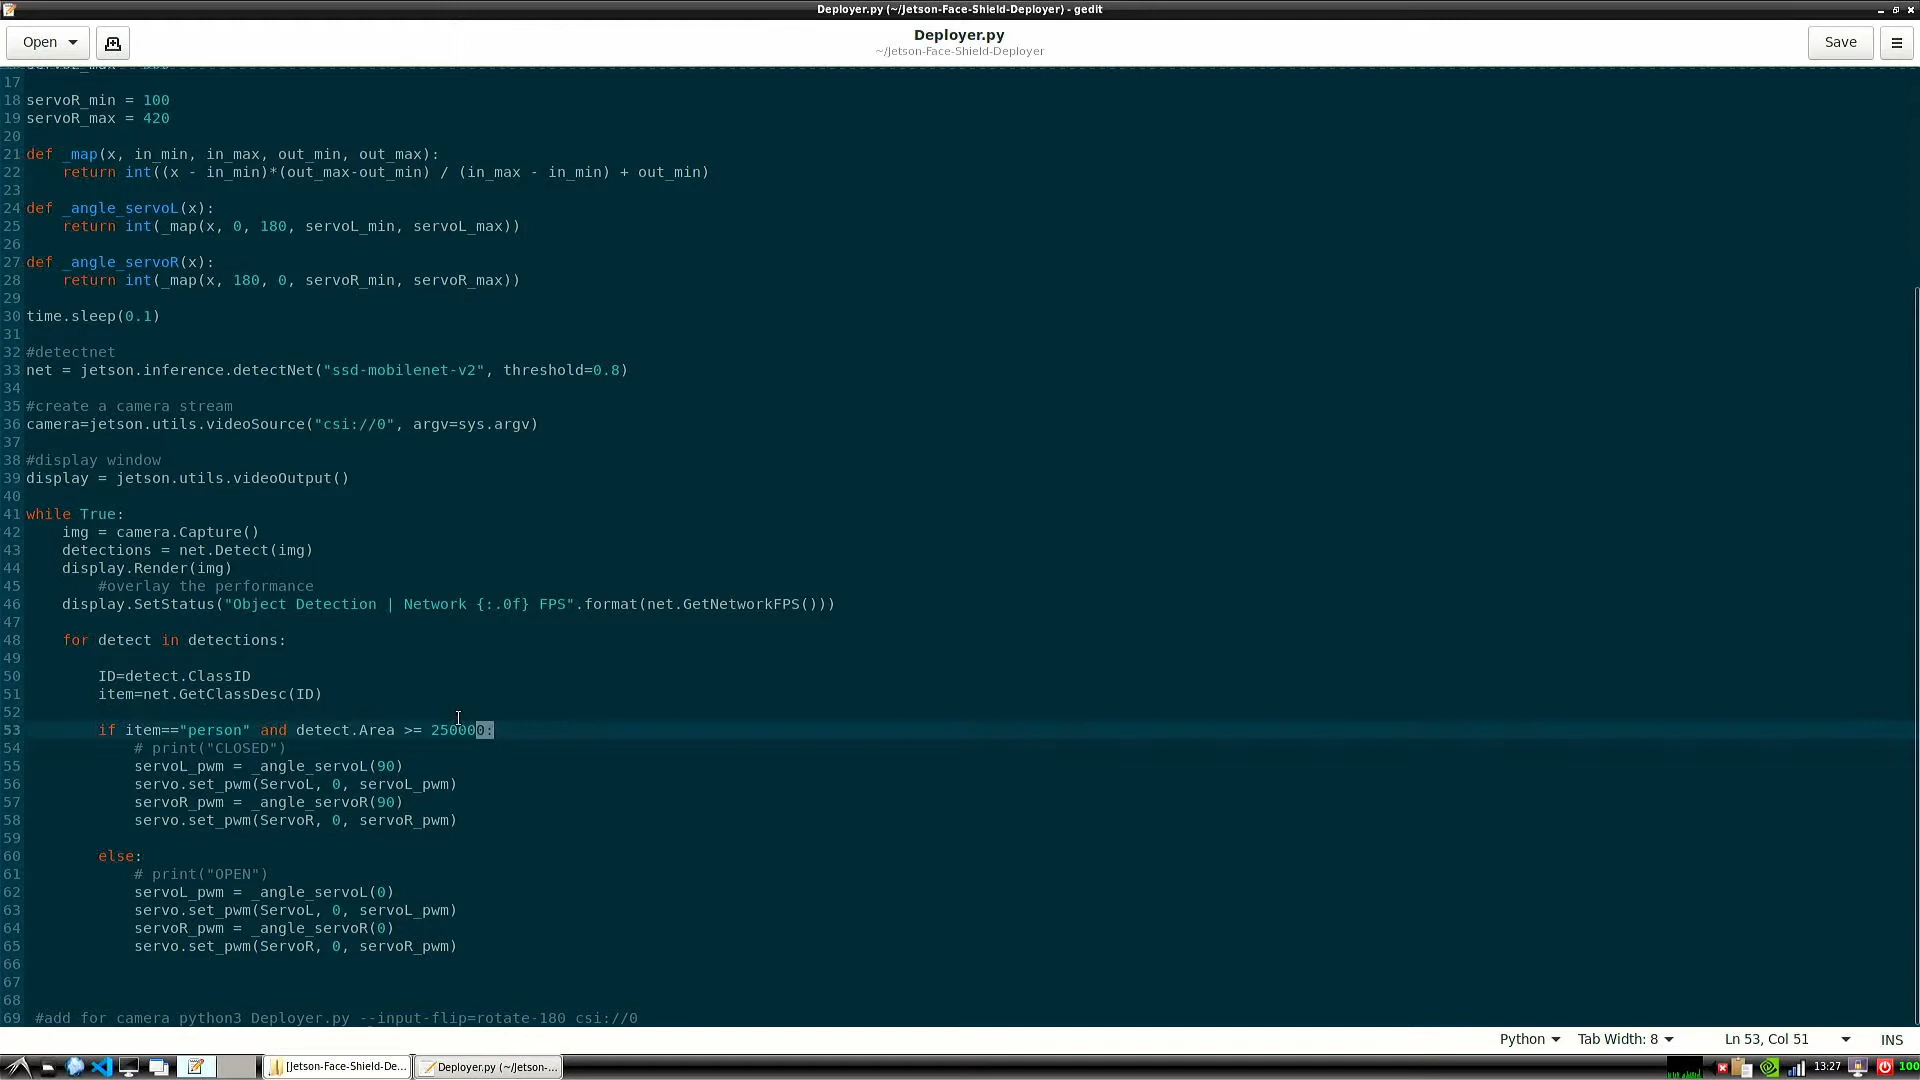 Deployer.py (~/Jetson-Face-Shield-Deployer) - gedit
Open
Deployer.py
~/Jetson-Face-Shield-Deployer
Save
17
18 servoR_min = 100
19 servoR_max = 420
20
21 def _map(x, in_min, in_max, out_min, out_max):
22     return int((x - in_min)*(out_max-out_min) / (in_max - in_min) + out_min)
23
24 def _angle_servoL(x):
25     return int(_map(x, 0, 180, servoL_min, servoL_max))
26
27 def _angle_servoR(x):
28     return int(_map(x, 180, 0, servoR_min, servoR_max))
29
30 time.sleep(0.1)
31
32 #detectnet
33 net = jetson.inference.detectNet("ssd-mobilenet-v2", threshold=0.8)
34
35 #create a camera stream
36 camera=jetson.utils.videoSource("csi://0", argv=sys.argv)
37
38 #display window
39 display = jetson.utils.videoOutput()
40
41 while True:
42     img = camera.Capture()
43     detections = net.Detect(img)
44     display.Render(img)
45         #overlay the performance
46     display.SetStatus("Object Detection | Network {:.0f} FPS".format(net.GetNetworkFPS()))
47
48     for detect in detections:
49
50         ID=detect.ClassID
51         item=net.GetClassDesc(ID)
52
53         if item=="person" and detect.Area >= 250000:
54             # print("CLOSED")
55             servoL_pwm = _angle_servoL(90)
56             servo.set_pwm(ServoL, 0, servoL_pwm)
57             servoR_pwm = _angle_servoR(90)
58             servo.set_pwm(ServoR, 0, servoR_pwm)
59
60         else:
61             # print("OPEN")
62             servoL_pwm = _angle_servoL(0)
63             servo.set_pwm(ServoL, 0, servoL_pwm)
64             servoR_pwm = _angle_servoR(0)
65             servo.set_pwm(ServoR, 0, servoR_pwm)
66
67
68
69  #add for camera python3 Deployer.py --input-flip=rotate-180 csi://0
Python Tab Width: 8 Ln 53, Col 51 INS
[Jetson-Face-Shield-De... Deployer.py (~/Jetson-... 13:27 100